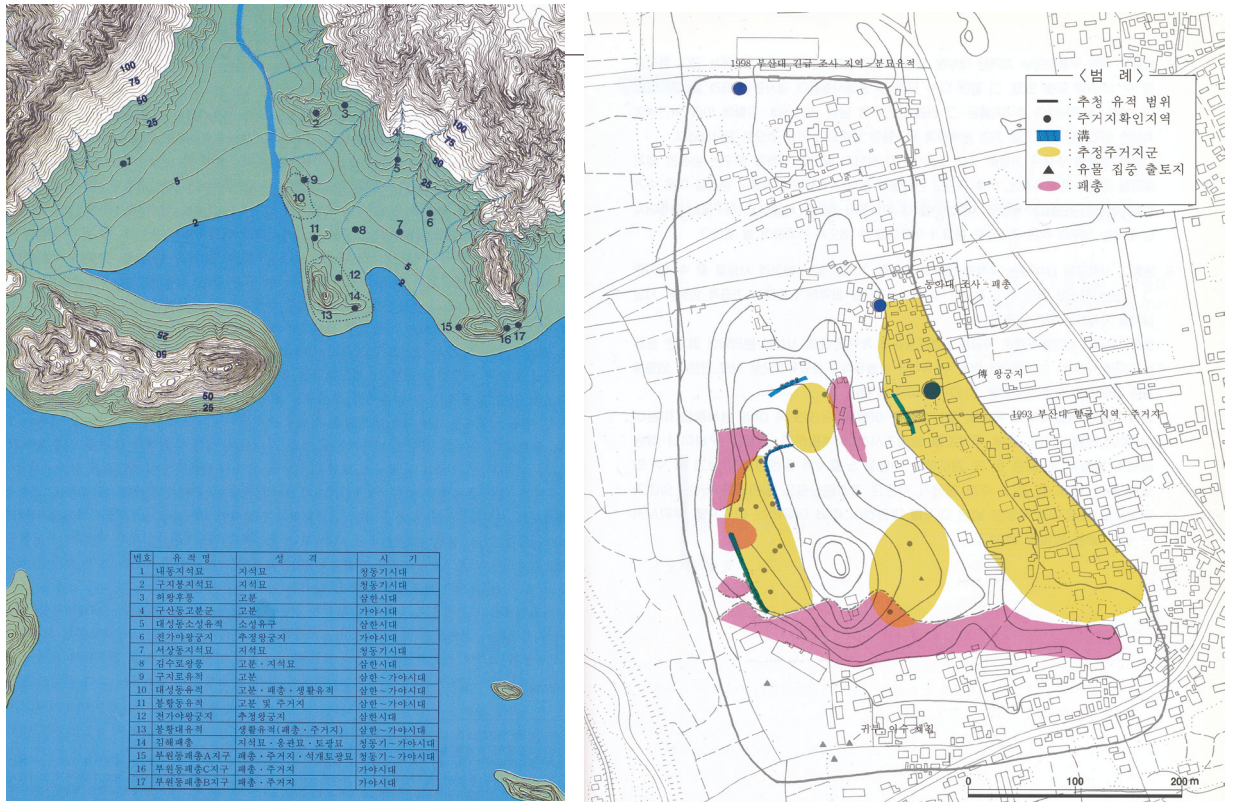 100
75
50
25
100
75
50
25
5
2
5
2
25
50
50
25
1
2
3
4
5
6
7
8
9
10
11
12
13
14
15
16
17
번호 유적명 성 격 시 기
1 내동지석묘 지석묘 청동기시대
2 구지봉지석묘 지석묘 청동기시대
3 허왕후릉 고분 삼한시대
4 구산동고분군 고분 가야시대
5 대성동소성유적 소성유구 삼한시대
6 전가야왕궁지 추정왕궁지 가야시대
7 서상동지석묘 지석묘 청동기시대
8 김수로왕릉 고분·지석묘 삼한시대
9 구지로유적 고분 삼한~가야시대
10 대성동유적 고분·패총·생활유적 삼한~가야시대
11 봉황동유적 고분 및 주거지 삼한~가야시대
12 전가야왕궁지 추정왕궁지 삼한시대
13 봉황대유적 생활유적(패총·주거지) 삼한~가야시대
14 김해패총 지석묘·옹관묘·토광묘 청동기~가야시대
15 부원동패총A지구 패총·주거지·석개토광묘 청동기~가야시대
16 부원동패총C지구 패총·주거지 가야시대
17 부원동패총B지구 패총·주거지 가야시대
1998 부산대 긴급 조사 지역-분묘유적
〈범 례〉
: 추청 유적 범위
: 주거지확인지역
: 溝
: 추정주거지군
: 유물 집중 출토지
: 패총
동아대 조사-패총
傳 왕궁지
1993 부산대 발굴 지역-주거지
채집
0 100 200 m